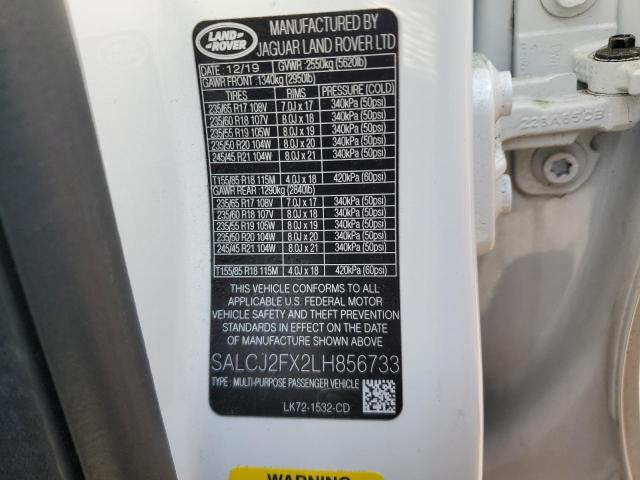 LAND-
ROVER
MANUFACTURED BY
JAGUAR LAND ROVER LTD
DATE : 12/19 GVWR :2550kg (5620lb)
GAWR FRONT : 1340kg (2950lb)
TIRES RIMS PRESSURE (COLD)
235/65 R17 108V 7.0J x 17 340kPa (50psi)
235/60 R18 107V 8.0J x 18 340kPa (50psi)
235/55 R19 105W 8.0J x 19 340kPa (50psi)
235/50 R20 104W 8.0J x 20 340kPa (50psi)
245/45 R21 104W 8.0J x 21 340kPa (50psi)
T155/85 R18 115M 4.0J x 18 420kPa (60psi)
GAWR REAR : 1290kg (2840lb)
235/65 R17 108V 7.0J x 17 340kPa (50psi)
235/60 R18 107V 8.0J x 18 340kPa (50psi)
235/55 R19 105W 8.0J x 19 340kPa (50psi)
235/50 R20 104W 8.0J x 20 340kPa (50psi)
245/45 R21 104W 8.0J x 21 340kPa (50psi)
T155/85 R18 115M 4.0J x 18 420kPa (60psi)
THIS VEHICLE CONFORMS TO ALL
APPLICABLE U.S. FEDERAL MOTOR
VEHICLE SAFETY AND THEFT PREVENTION
STANDARDS IN EFFECT ON THE DATE
OF MANUFACTURE SHOWN ABOVE
SALCJ2FX2LH856733
TYPE : MULTI-PURPOSE PASSENGER VEHICLE
LK72-1532-CD
WARNING